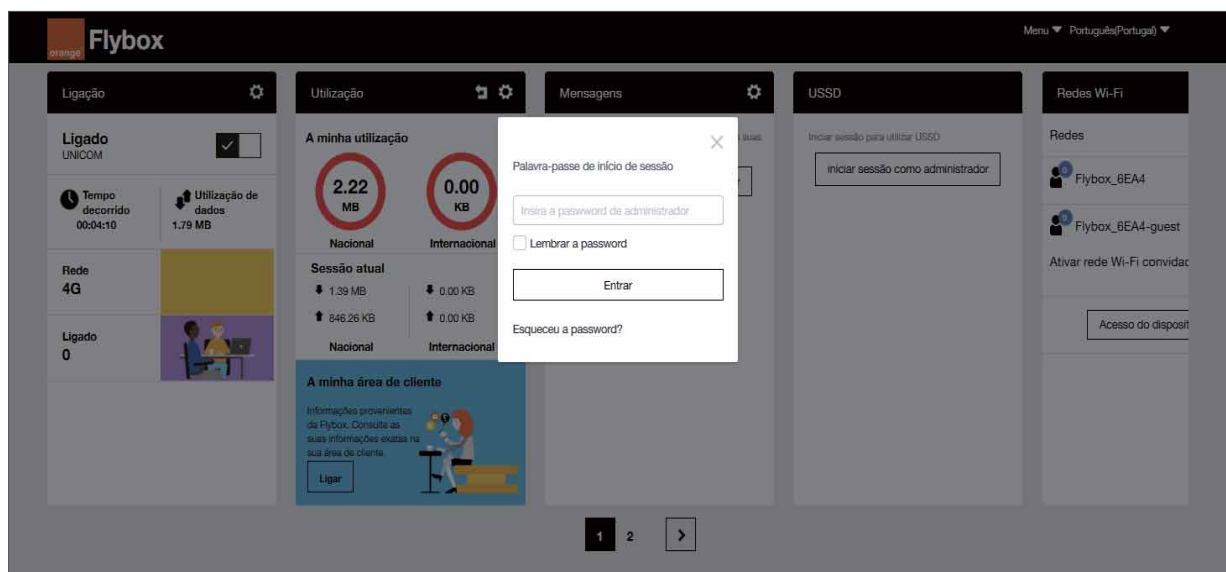 orange
Flybox
Menu
Português(Portugal)
Ligação
Ligado
UNICOM
Tempo
decorrido
00:04:10
Utilização de
dados
1.79 MB
Rede
4G
Ligado
0
Utilização
A minha utilização
2.22
MB
0.00
KB
Nacional
Internacional
Sessão atual
1.39 MB
0.00 KB
846.26 KB
0.00 KB
Nacional
Internacional
A minha área de cliente
Informações provenientes
da Flybox. Consulte as
suas informações exatas na
sua área de cliente.
Ligar
Mensagens
suas
Palavra-passe de início de sessão
Insira a paswword de administrador
Lembrar a password
Entrar
Esqueceu a password?
USSD
Iniciar sessão para utilizar USSD
iniciar sessão como administrador
Redes Wi-Fi
Redes
0
Flybox_6EA4
0
Flybox_6EA4-guest
Ativar rede Wi-Fi convidad
Acesso do disposit
1
2